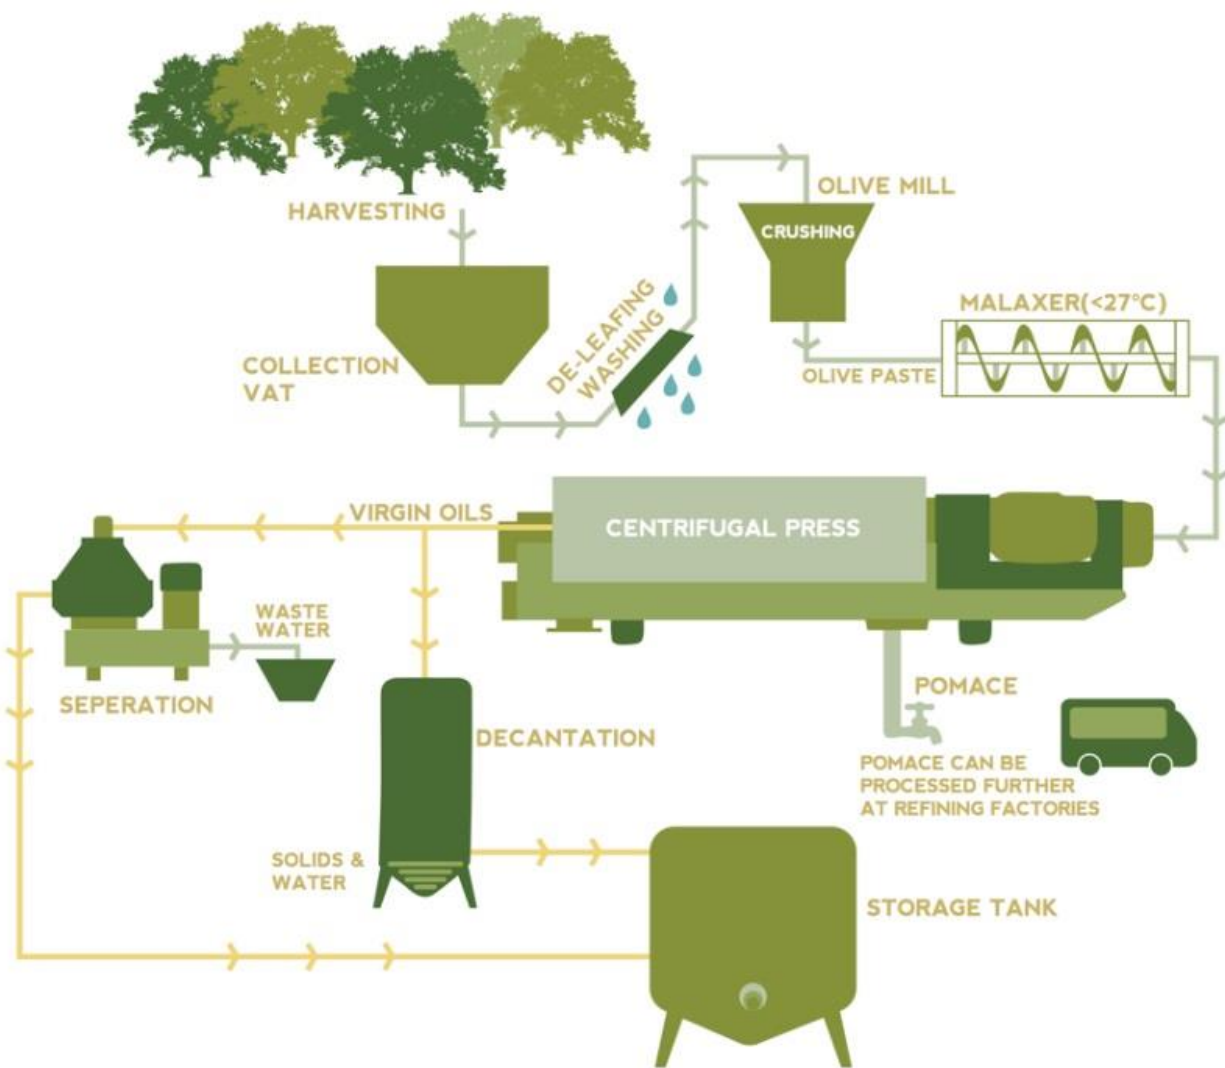 HARVESTING
COLLECTION
VAT
DE-LEAFING
WASHING
OLIVE MILL
CRUSHING
OLIVE PASTE
MALAXER(<27°C)
CENTRIFUGAL PRESS
VIRGIN OILS
WASTE
WATER
SEPERATION
DECANTATION
SOLIDS &
WATER
POMACE
POMACE CAN BE
PROCESSED FURTHER
AT REFINING FACTORIES
STORAGE TANK